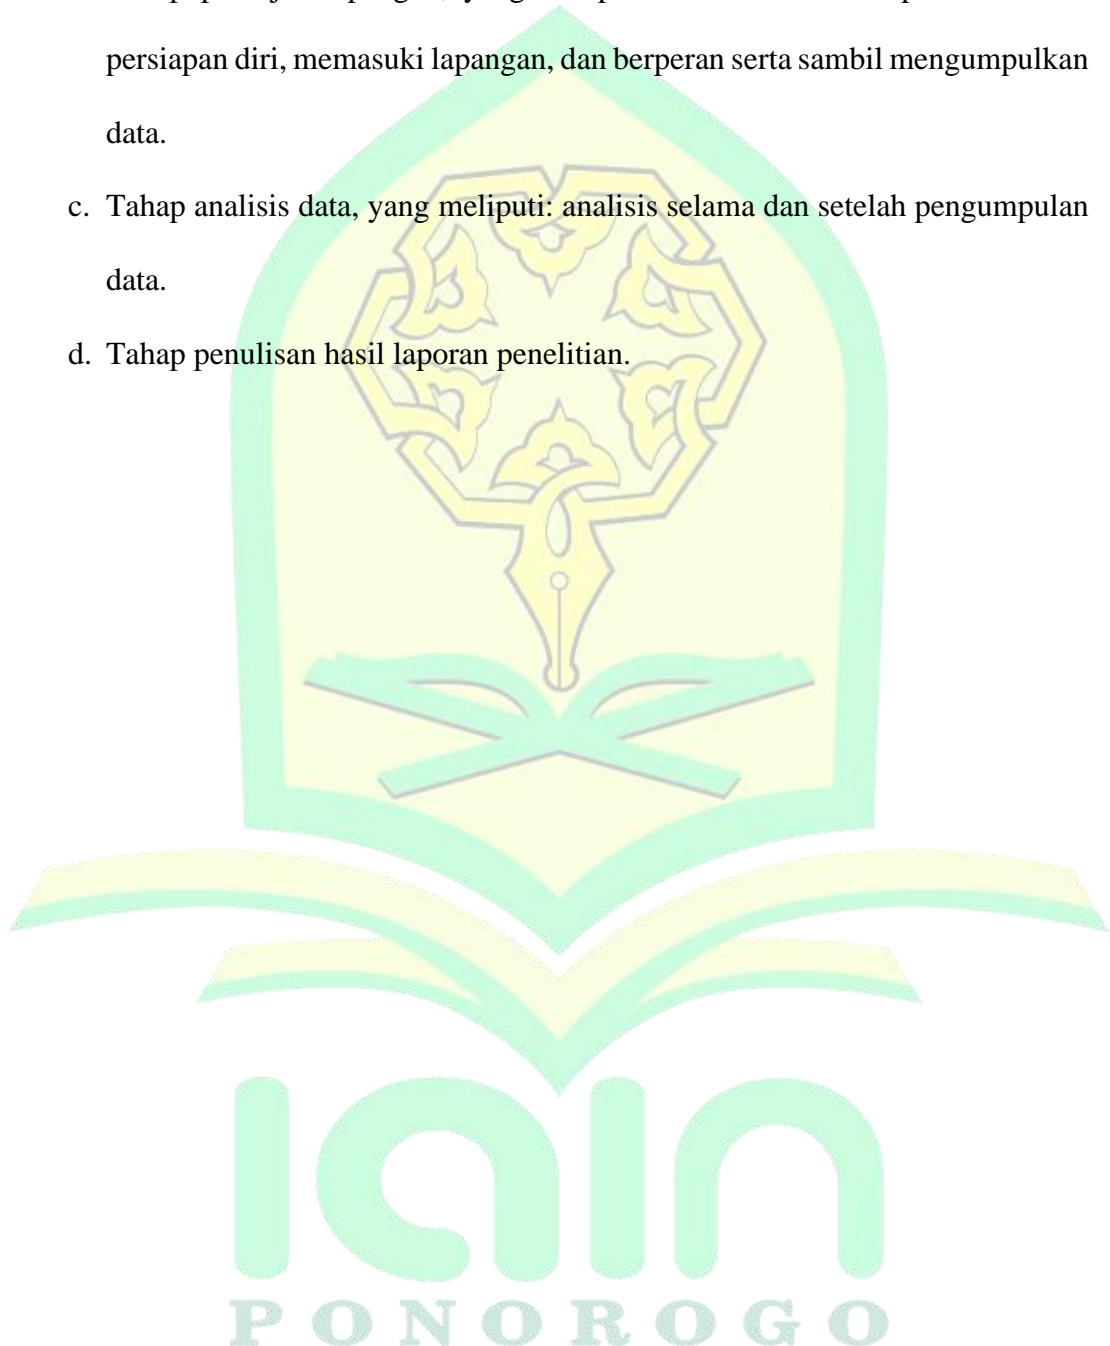 persiapan diri, memasuki lapangan, dan berperan serta sambil mengumpulkan
data.
c. Tahap analisis data, yang meliputi: analisis selama dan setelah pengumpulan
data.
d. Tahap penulisan hasil laporan penelitian.
iain
PONOROGO